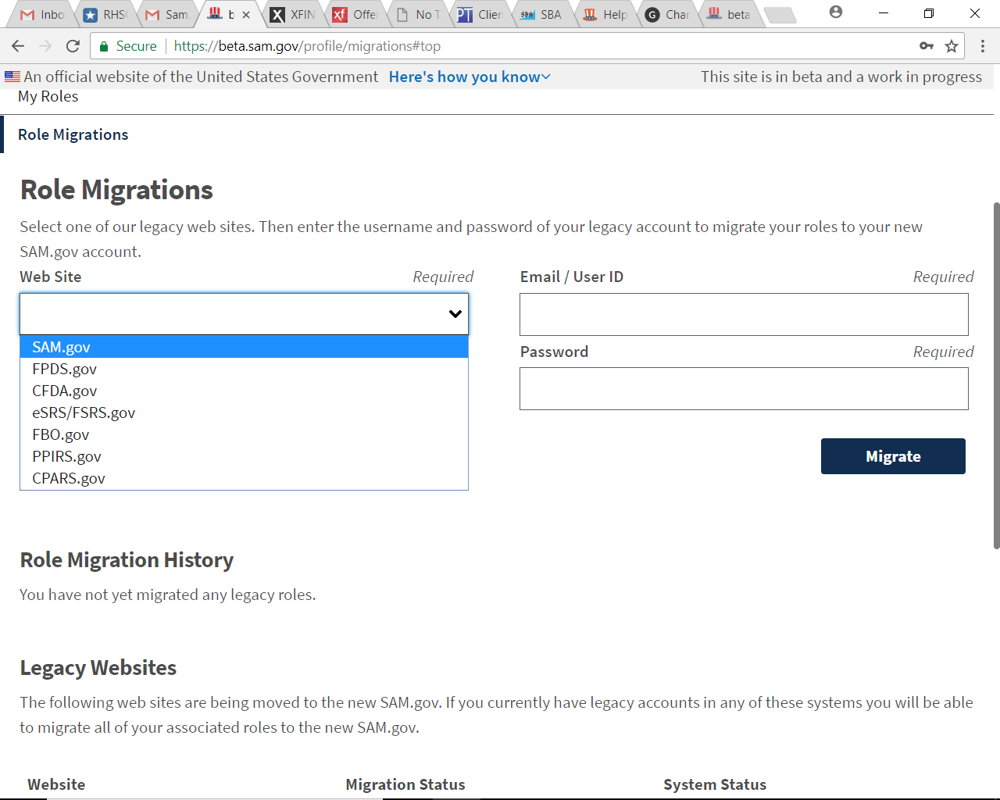 Inbo RHSC Sam. b XFIN Offe No T Clien SBA Help Char beta
Secure https://beta.sam.gov/profile/migrations#top
An official website of the United States Government Here's how you know This site is in beta and a work in progress
My Roles
Role Migrations
Role Migrations
Select one of our legacy web sites. Then enter the username and password of your legacy account to migrate your roles to your new
SAM.gov account.
Web Site Required Email / User ID Required
SAM.gov
Password Required
FPDS.gov
CFDA.gov
eSRS/FSRS.gov
FBO.gov
PPIRS.gov
Migrate
CPARS.gov
Role Migration History
You have not yet migrated any legacy roles.
Legacy Websites
The following web sites are being moved to the new SAM.gov. If you currently have legacy accounts in any of these systems you will be able
to migrate all of your associated roles to the new SAM.gov.
Website Migration Status System Status